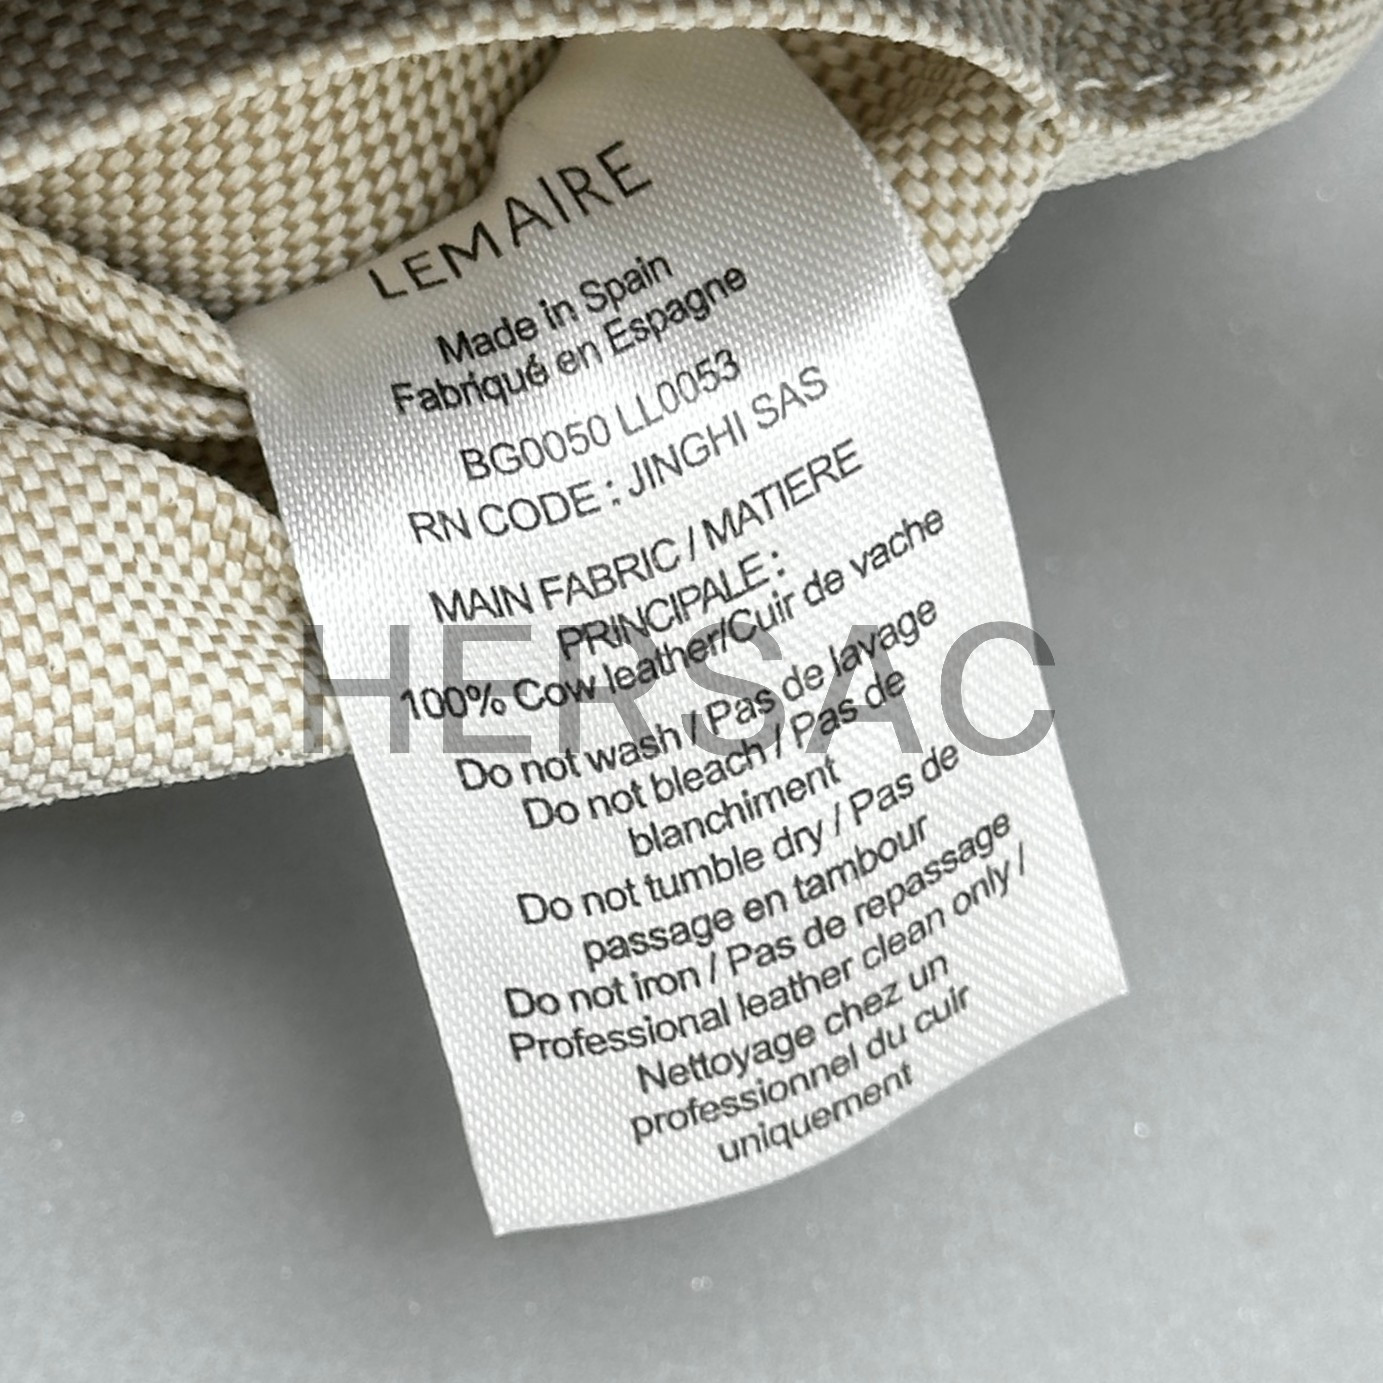 LEMAIRE
Made in Spain
Fabriqué en Espagne
BG0050 LL0053
RN CODE : JINGHI SAS
MAIN FABRIC / MATIERE
PRINCIPALE :
100% Cow leather/Cuir de vache
Do not wash / Pas de lavage
Do not bleach / Pas de
blanchiment
Do not tumble dry / Pas de
passage en tambour
Do not iron / Pas de repassage
Professional leather clean only /
Nettoyage chez un
professionnel du cuir
uniquement
HERSAC